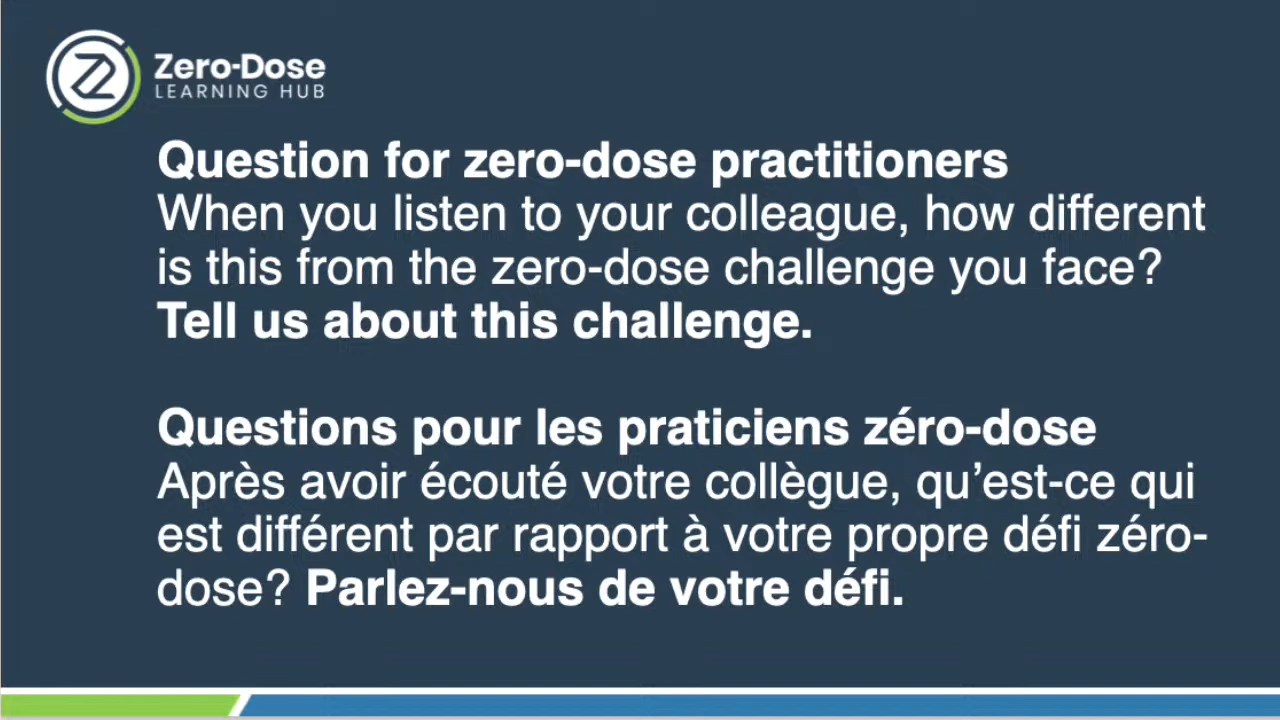 Zero-Dose
LEARNING HUB
Question for zero-dose practitioners
When you listen to your colleague, how different
is this from the zero-dose challenge you face?
Tell us about this challenge.
Questions pour les praticiens zéro-dose
Après avoir écouté votre collègue, qu’est-ce qui
est différent par rapport à votre propre défi zéro-
dose? Parlez-nous de votre défi.